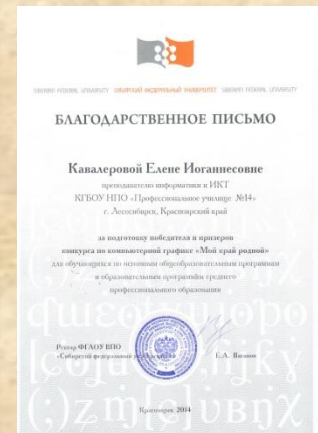 SIBERIAN FEDERAL UNIVERSITY СИБИРСКИЙ ФЕДЕРАЛЬНЫЙ УНИВЕРСИТЕТ SIBERIAN FEDERAL UNIVERSITY
БЛАГОДАРСТВЕННОЕ ПИСЬМО
Кавалеровой Елене Иоганнесовне
преподавателю информатики и ИКТ
КГБОУ НПО «Профессиональное училище №14»
г. Лесосибирск, Красноярский край
за подготовку победителя и призеров
конкурса по компьютерной графике «Мой край родной»
для обучающихся по основным общеобразовательным программам
и образовательным программам среднего
профессионального образования
Ректор ФГАОУ ВПО
«Сибирский федеральный
Е.А. Ваганов
Красноярск 2014